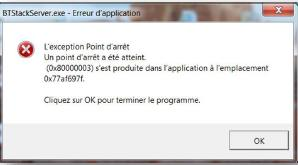 BTStackServer.exe - Erreur d'application
L'exception Point d'arrêt
Un point d'arrêt a été atteint.
(0x80000003) s'est produite dans l'application à l'emplacement
0x77af697f.
Cliquez sur OK pour terminer le programme.
OK